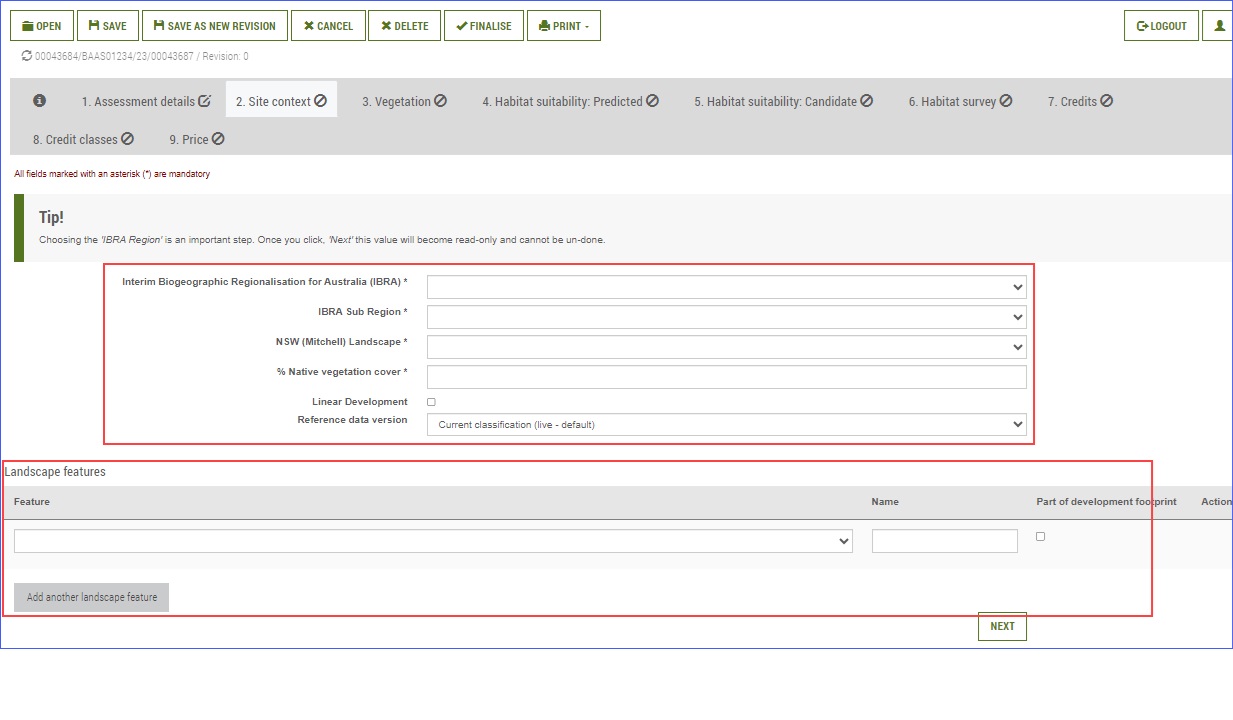 OPEN SAVE SAVE AS NEW REVISION CANCEL DELETE FINALISE PRINT LOGOUT
00043684/BAAS01234/23/00043687 / Revision: 0
1. Assessment details 2. Site context 3. Vegetation 4. Habitat suitability: Predicted 5. Habitat suitability: Candidate 6. Habitat survey 7. Credits
8. Credit classes 9. Price
All fields marked with an asterisk (*) are mandatory
Tip!
Choosing the 'IBRA Region' is an important step. Once you click, 'Next' this value will become read-only and cannot be un-done.
Interim Biogeographic Regionalisation for Australia (IBRA) *
IBRA Sub Region *
NSW (Mitchell) Landscape *
% Native vegetation cover *
Linear Development
Reference data version Current classification (live - default)
Landscape features
Feature Name Part of development footprint Action
Add another landscape feature
NEXT